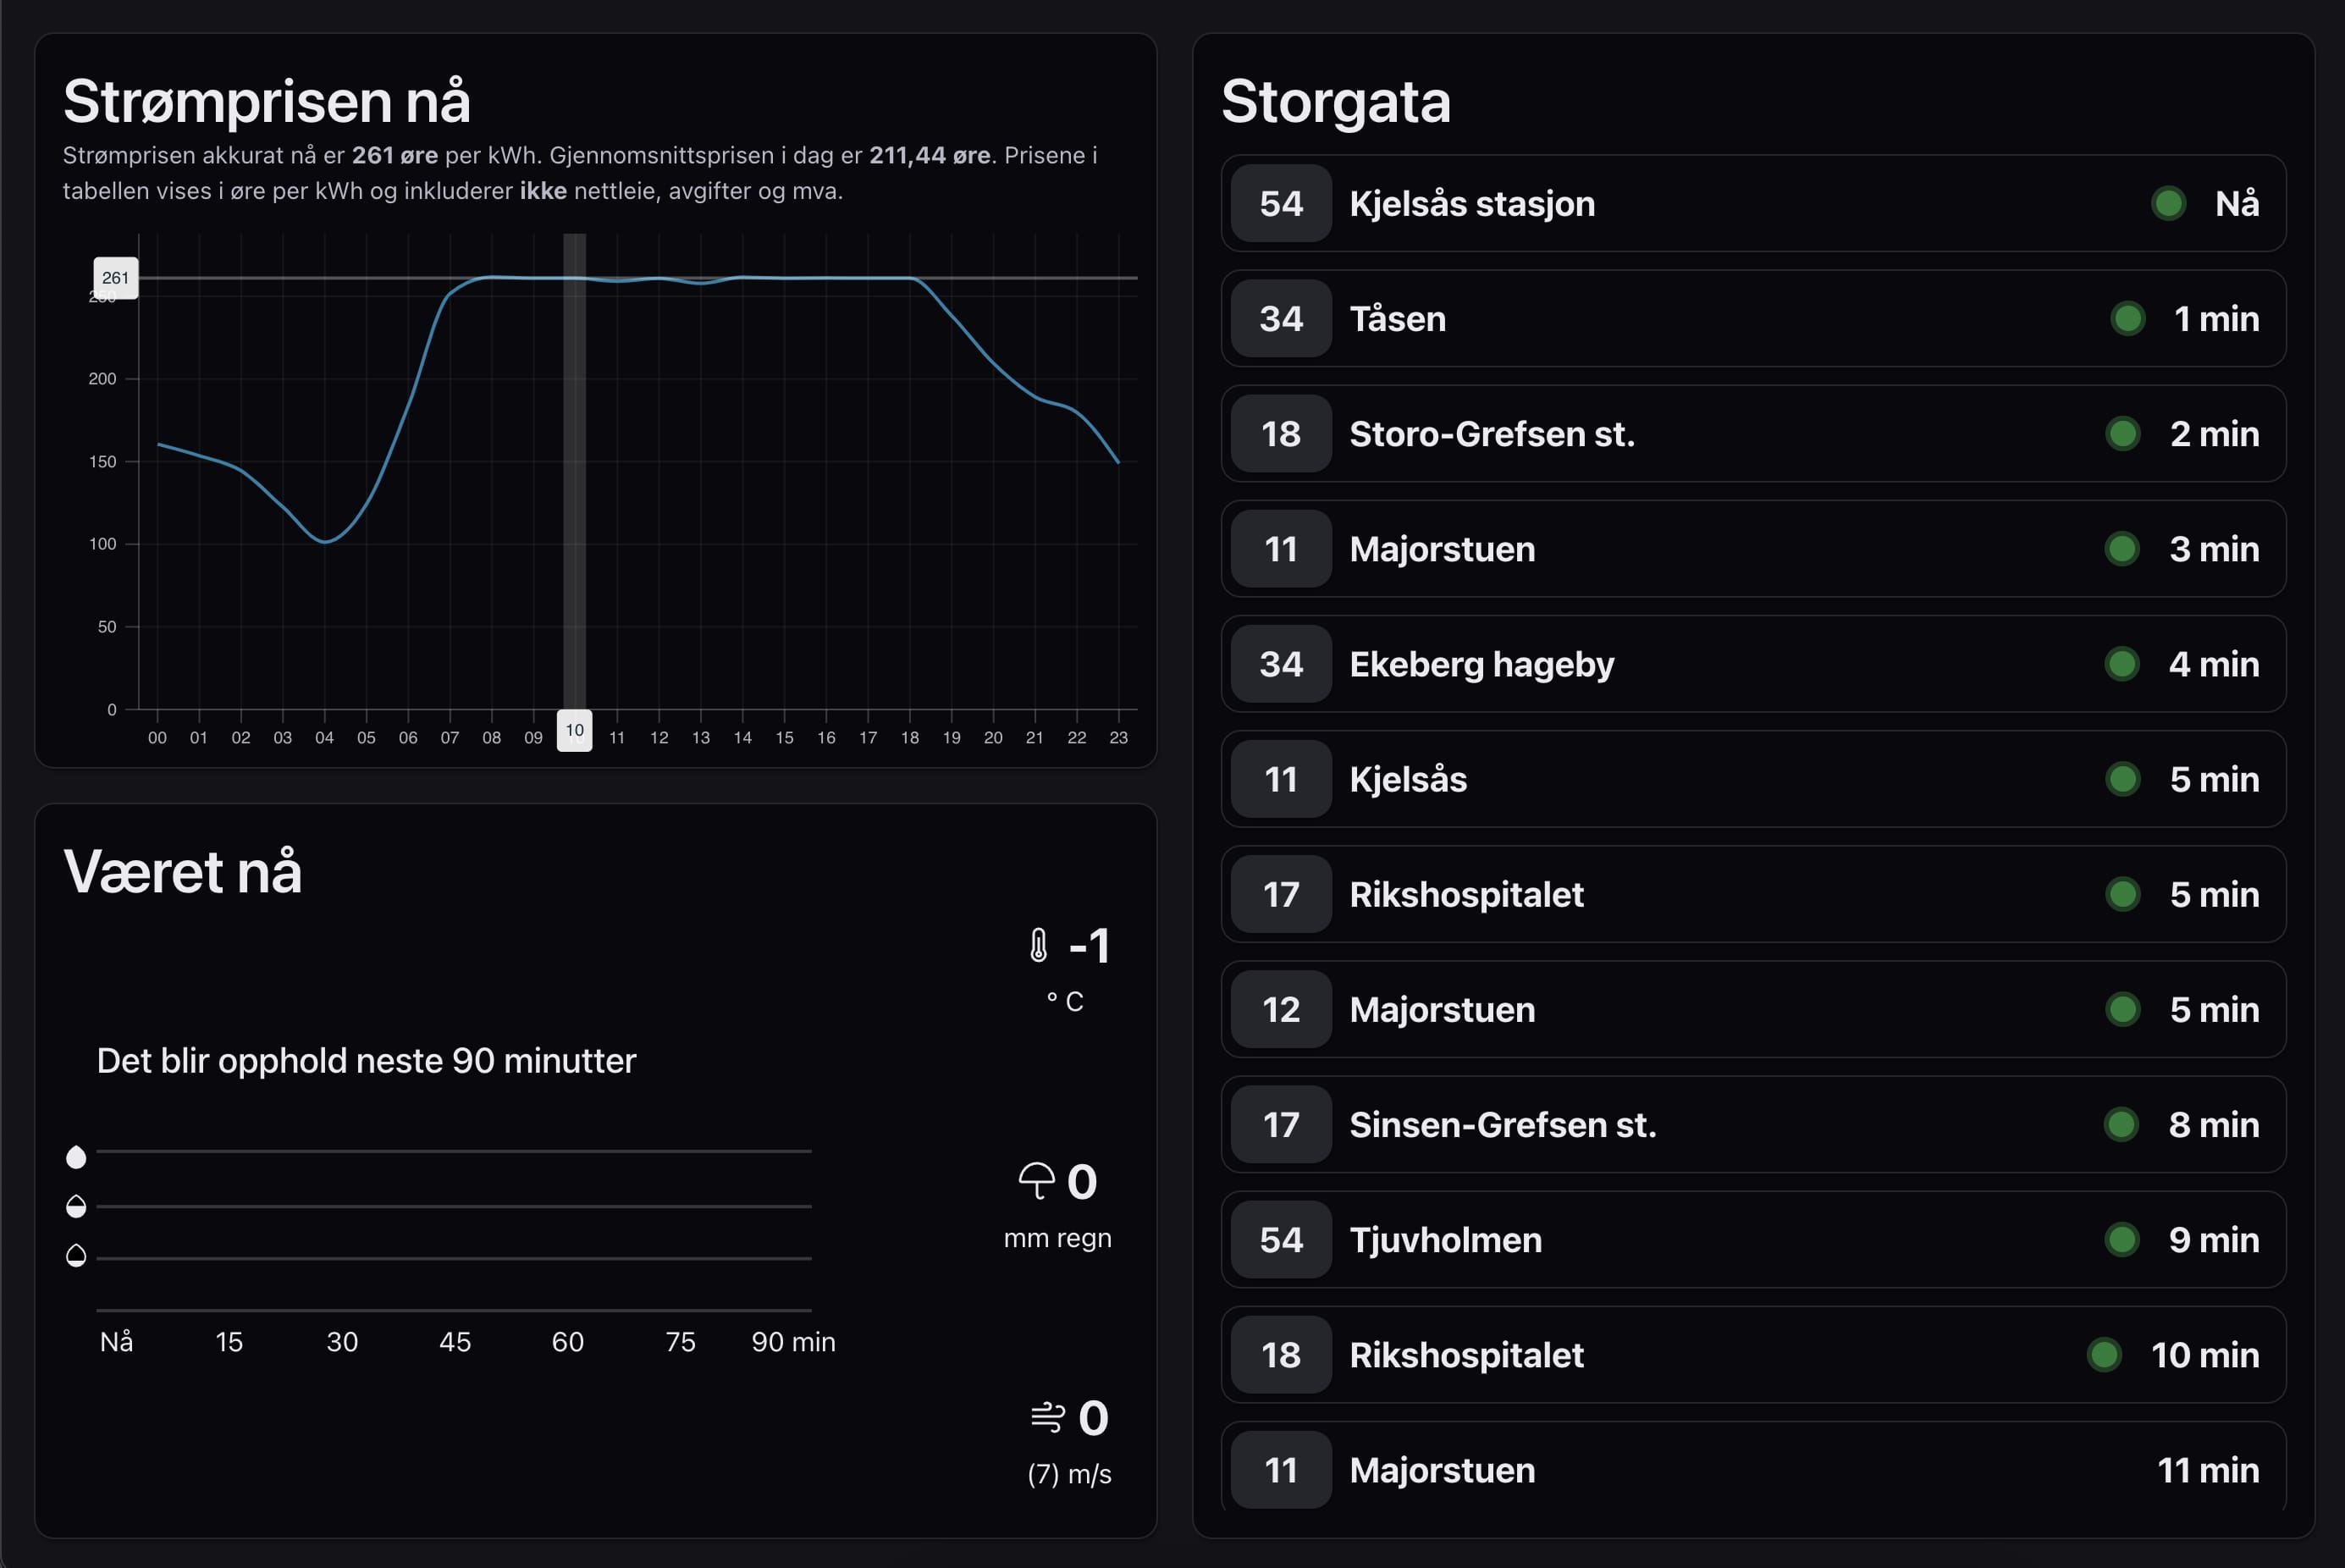 Strømprisen nå
Strømprisen akkurat nå er 261 øre per kWh. Gjennomsnittsprisen i dag er 211,44 øre. Prisene i
tabellen vises i øre per kWh og inkluderer ikke nettleie, avgifter og mva.
261
250
200
150
100
50
0
00 01 02 03 04 05 06 07 08 09 10 11 12 13 14 15 16 17 18 19 20 21 22 23
Været nå
-1
° C
Det blir opphold neste 90 minutter
0
mm regn
Nå 15 30 45 60 75 90 min
0
(7) m/s
Storgata
54 Kjelsås stasjon Nå
34 Tåsen 1 min
18 Storo-Grefsen st. 2 min
11 Majorstuen 3 min
34 Ekeberg hageby 4 min
11 Kjelsås 5 min
17 Rikshospitalet 5 min
12 Majorstuen 5 min
17 Sinsen-Grefsen st. 8 min
54 Tjuvholmen 9 min
18 Rikshospitalet 10 min
11 Majorstuen 11 min